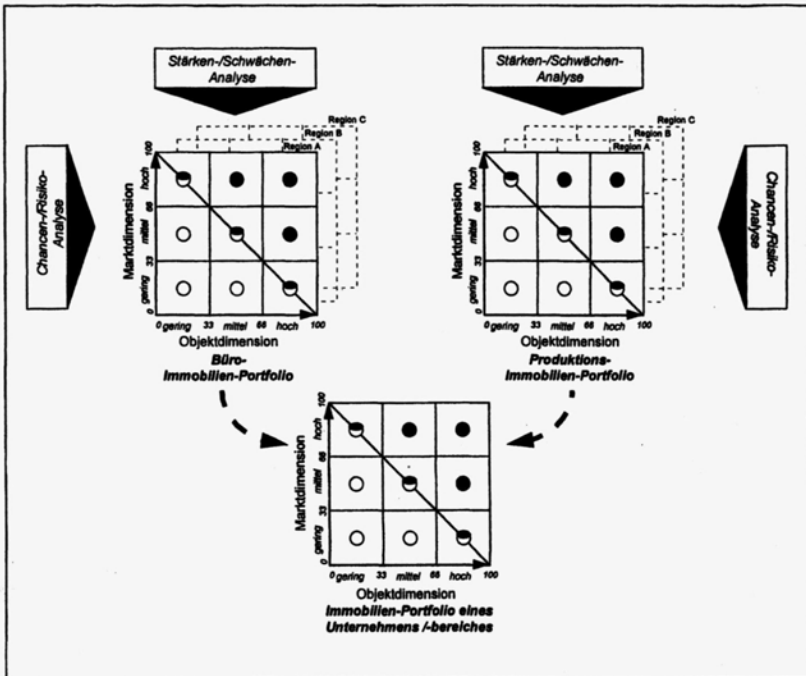 Stärken-/Schwächen-
Analyse
Stärken-/Schwächen-
Analyse
Chancen-/Risiko-
Analyse
Region C
Region B
Region A
Marktdimension
100
hoch
66
mittel
33
gering
0
0 gering 33 mittel 66 hoch 100
Objektdimension
Büro-
Immobilien-Portfolio
Region C
Region B
Region A
Marktdimension
100
hoch
66
mittel
33
gering
0
0 gering 33 mittel 66 hoch 100
Objektdimension
Produktions-
Immobilien-Portfolio
Chancen-/Risiko-
Analyse
Marktdimension
100
hoch
66
mittel
33
gering
0
0 gering 33 mittel 66 hoch 100
Objektdimension
Immobilien-Portfolio eines
Unternehmens /-bereiches